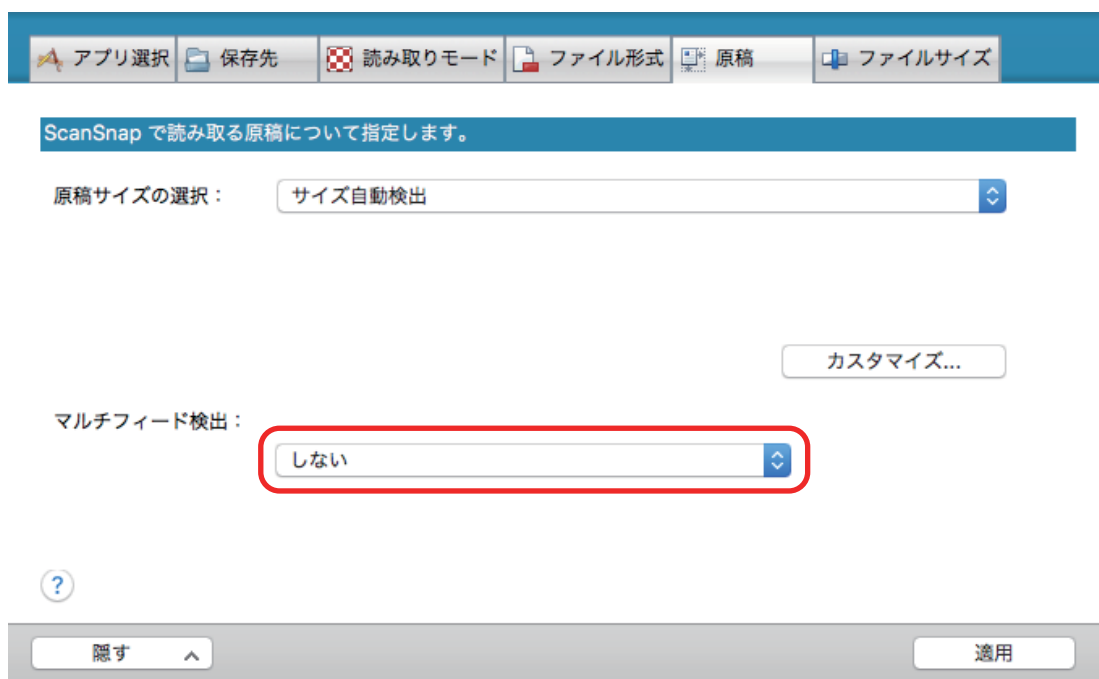 アプリ選択 保存先 読み取りモード ファイル形式 原稿 ファイルサイズ
ScanSnap で読み取る原稿について指定します。
原稿サイズの選択： サイズ自動検出
カスタマイズ...
マルチフィード検出：
しない
?
隠す 適用